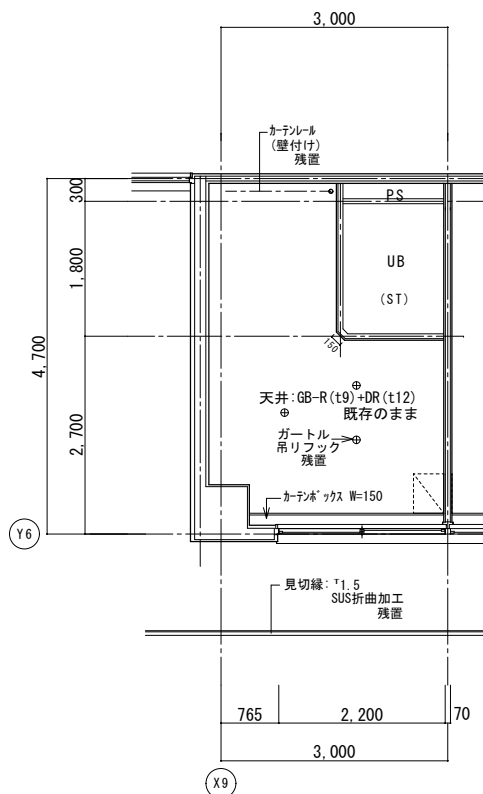 3,000
ｶｰﾃﾝﾚｰﾙ
(壁付け)
残置
300
PS
1,800
UB
(ST)
4,700
150
天井:GB-R(t9)+DR(t12)
既存のまま
2,700
ガートル
吊リフック
残置
ｶｰﾃﾝﾎﾞｯｸｽ W=150
Y6
見切縁: T1.5
SUS折曲加工
残置
765
2,200
70
3,000
X9